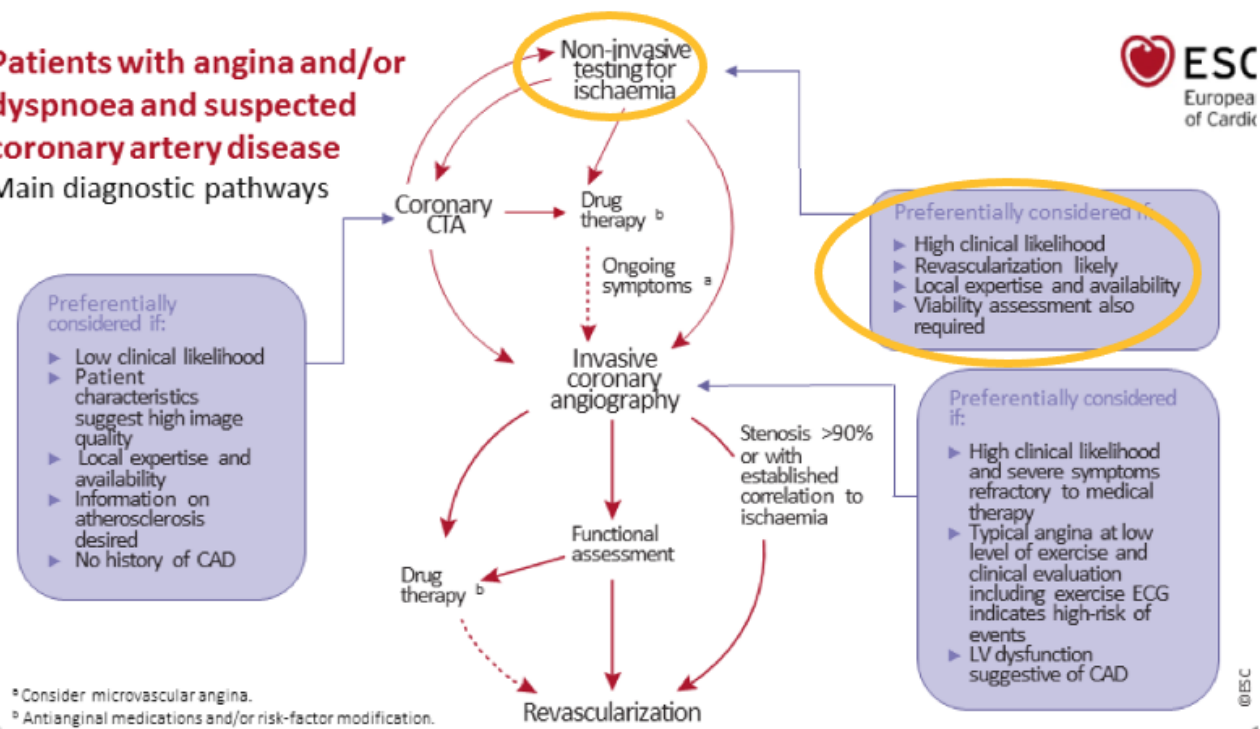 Patients with angina and/or
dyspnoea and suspected
coronary artery disease
Main diagnostic pathways
Non-invasive
testing for
ischaemia
ESC
of
Coronary
CTA
Drug
therapy b
Ongoing
symptoms a
Preferentially considered if:
▶ High clinical likelihood
▶ Revascularization likely
▶ Local expertise and availability
▶ Viability assessment also
required
Preferentially
considered if:
▶ Low clinical likelihood
▶ Patient
characteristics
suggest high image
quality
▶ Local expertise and
availability
▶ Information on
atherosclerosis
desired
▶ No history of CAD
Invasive
coronary
angiography
Stenosis >90%
or with
established
correlation to
ischaemia
Preferentially considered
if:
▶ High clinical likelihood
and severe symptoms
refractory to medical
therapy
▶ Typical angina at low
level of exercise and
clinical evaluation
including exercise ECG
indicates high-risk of
events
▶ LV dysfunction
suggestive of CAD
Functional
assessment
Drug
therapy b
Revascularization
a Consider microvascular angina.
b Antianginal medications and/or risk-factor modification.
©ESC